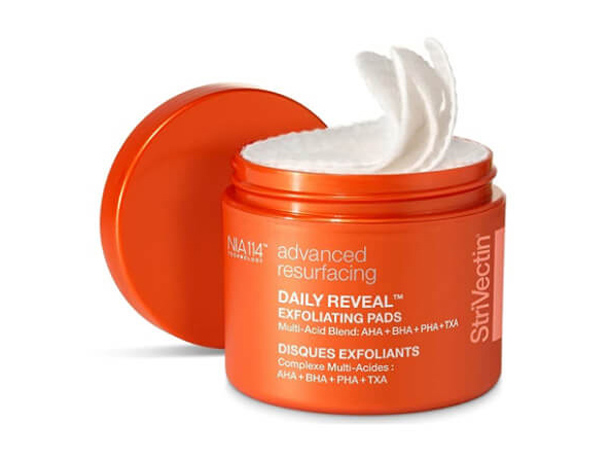 NIA114™
TECHNOLOGY
advanced
resurfacing
DAILY REVEAL™
EXFOLIATING PADS
Multi-Acid Blend: AHA + BHA + PHA + TXA
DISQUES EXFOLIANTS
Complexe Multi-Acides :
AHA + BHA + PHA + TXA
StriVectin®